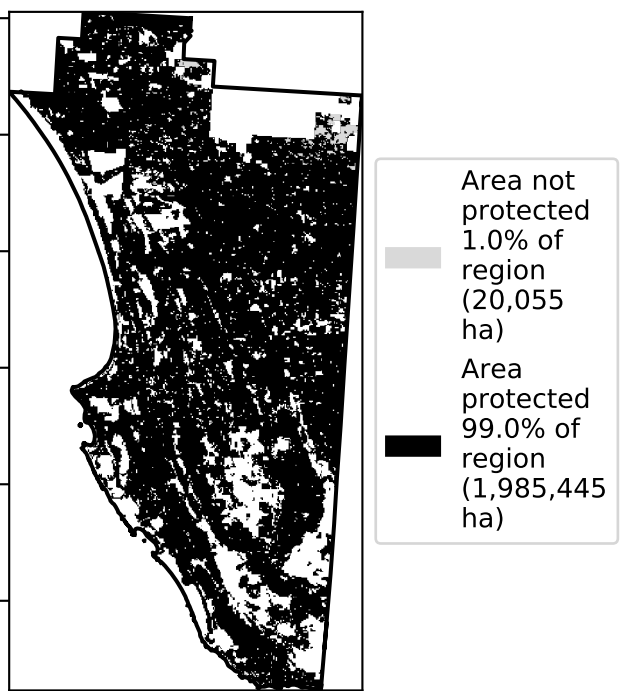 Area not
protected
1.0% of
region
(20,055
ha)
Area
protected
99.0% of
region
(1,985,445
ha)